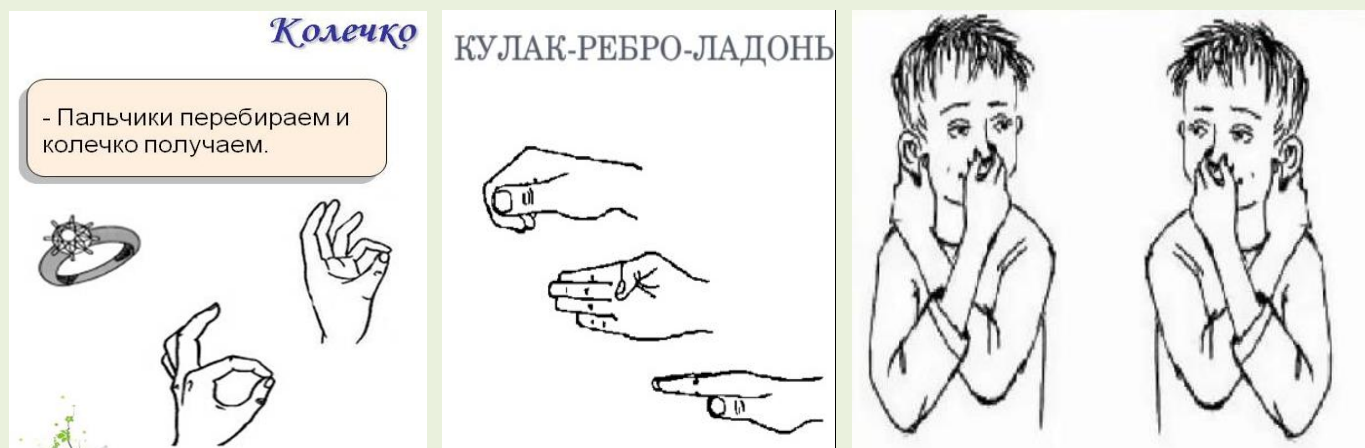 Колечко
- Пальчики перебираем и
колечко получаем.
КУЛАК-РЕБРО-ЛАДОНЬ